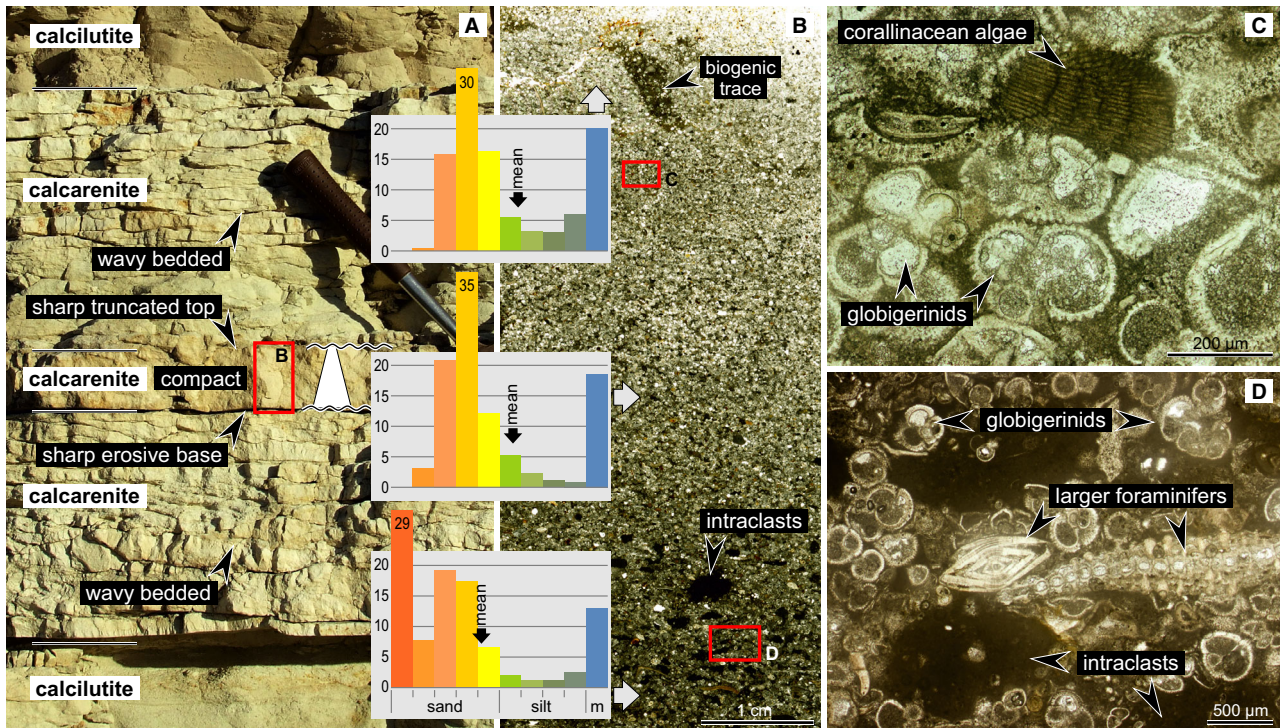 A
calcilutite
calcarenite
wavy bedded
sharp truncated top
B
calcarenite
compact
sharp erosive base
calcarenite
wavy bedded
calcilutite
30
20
15
10
5
0
mean
35
20
15
10
5
0
mean
29
20
15
10
5
0
mean
sand
silt
m
B
biogenic
trace
C
intraclasts
D
1 cm
C
corallinacean algae
globigerinids
200 µm
D
globigerinids
larger foraminifers
intraclasts
500 µm